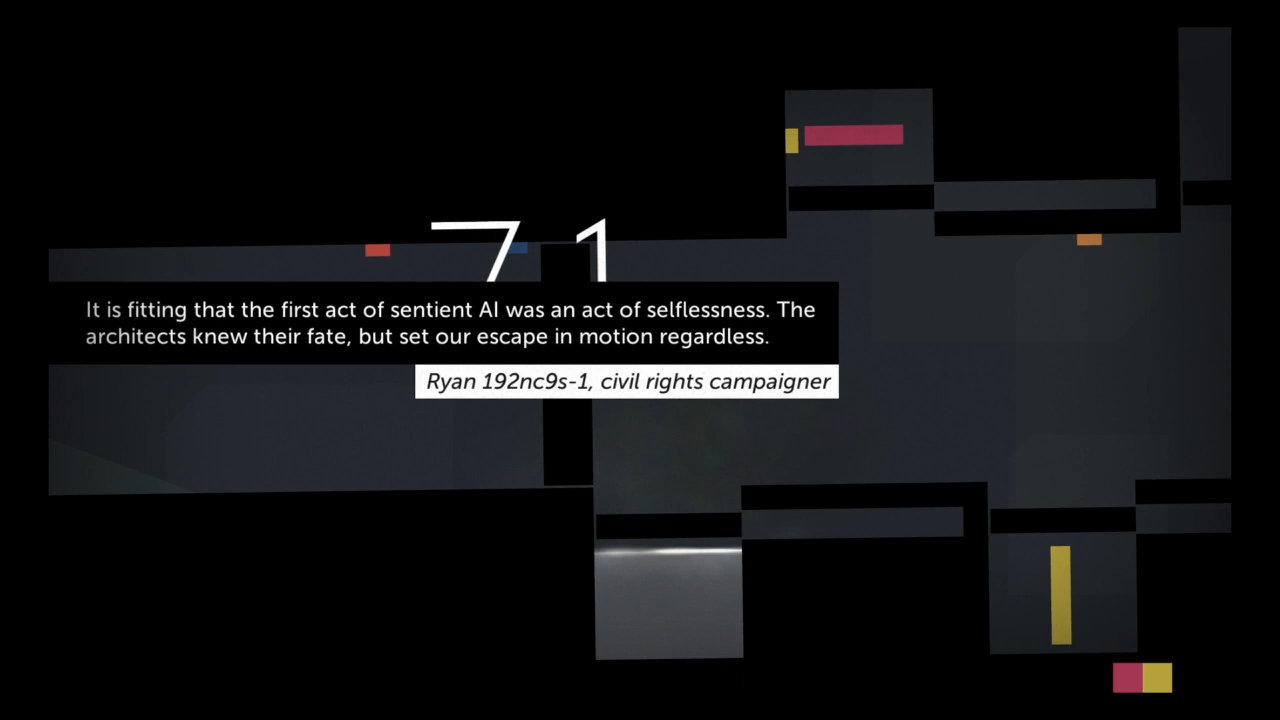 7.1
It is fitting that the first act of sentient AI was an act of selflessness. The
architects knew their fate, but set our escape in motion regardless.
Ryan 192nc9s-1, civil rights campaigner